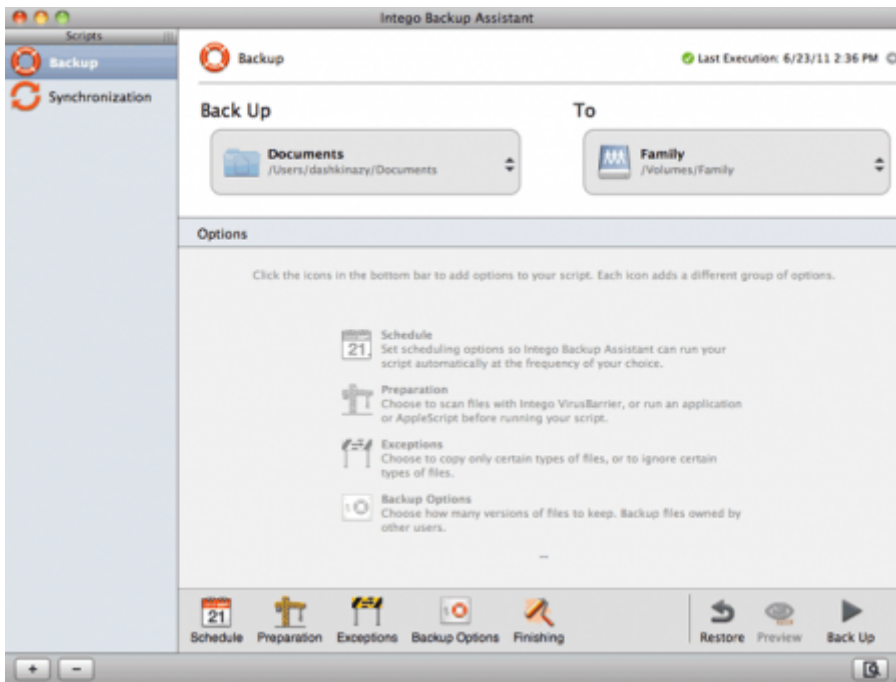 Intego Backup Assistant
Scripts
Backup
Synchronization
Backup
Last Execution: 6/23/11 2:36 PM
Back Up
To
Documents
/Users/dashkinazy/Documents
Family
/Volumes/Family
Options
Click the icons in the bottom bar to add options to your script. Each icon adds a different group of options.
21
Schedule
Set scheduling options so Intego Backup Assistant can run your
script automatically at the frequency of your choice.
Preparation
Choose to scan files with Intego VirusBarrier, or run an application
or AppleScript before running your script.
Exceptions
Choose to copy only certain types of files, or to ignore certain
types of files.
Backup Options
Choose how many versions of files to keep. Backup files owned by
other users.
...
21
Schedule Preparation Exceptions Backup Options Finishing Restore Preview Back Up
+ -